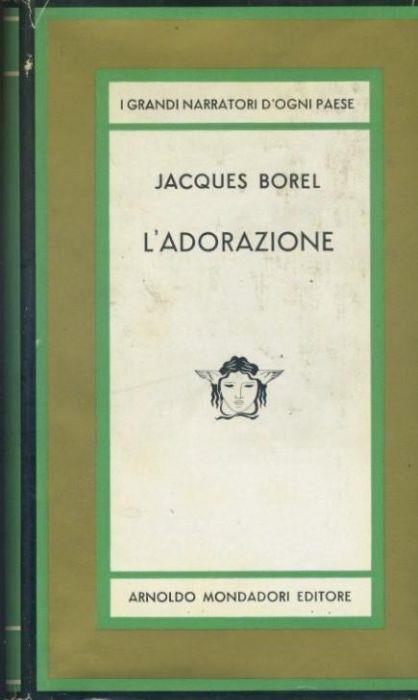 I GRANDI NARRATORI D'OGNI PAESE
JACQUES BOREL
L'ADORAZIONE
ARNOLDO MONDADORI EDITORE